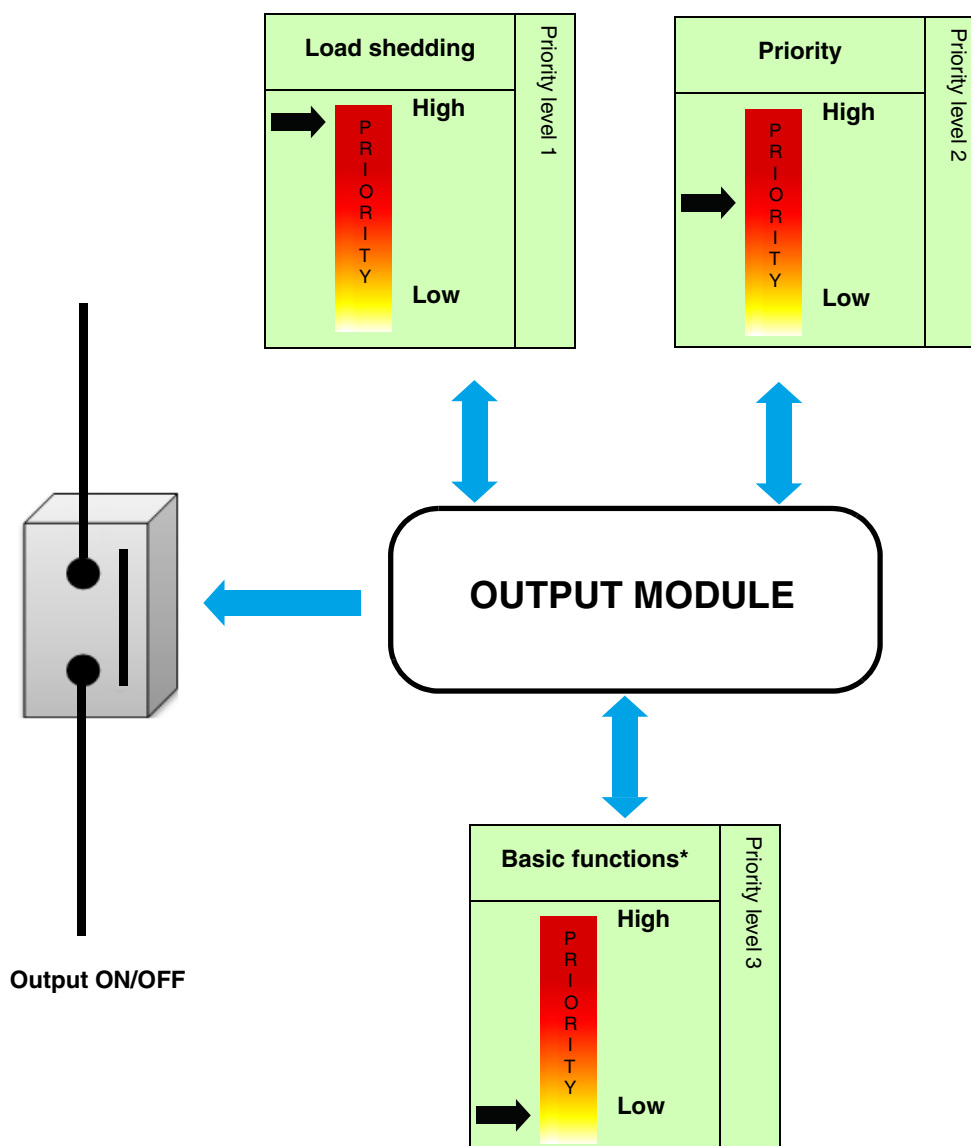 Load shedding
Priority level 1
High
PRIORITY
Low
Priority
Priority level 2
High
PRIORITY
Low
OUTPUT MODULE
Output ON/OFF
Basic functions*
Priority level 3
High
PRIORITY
Low